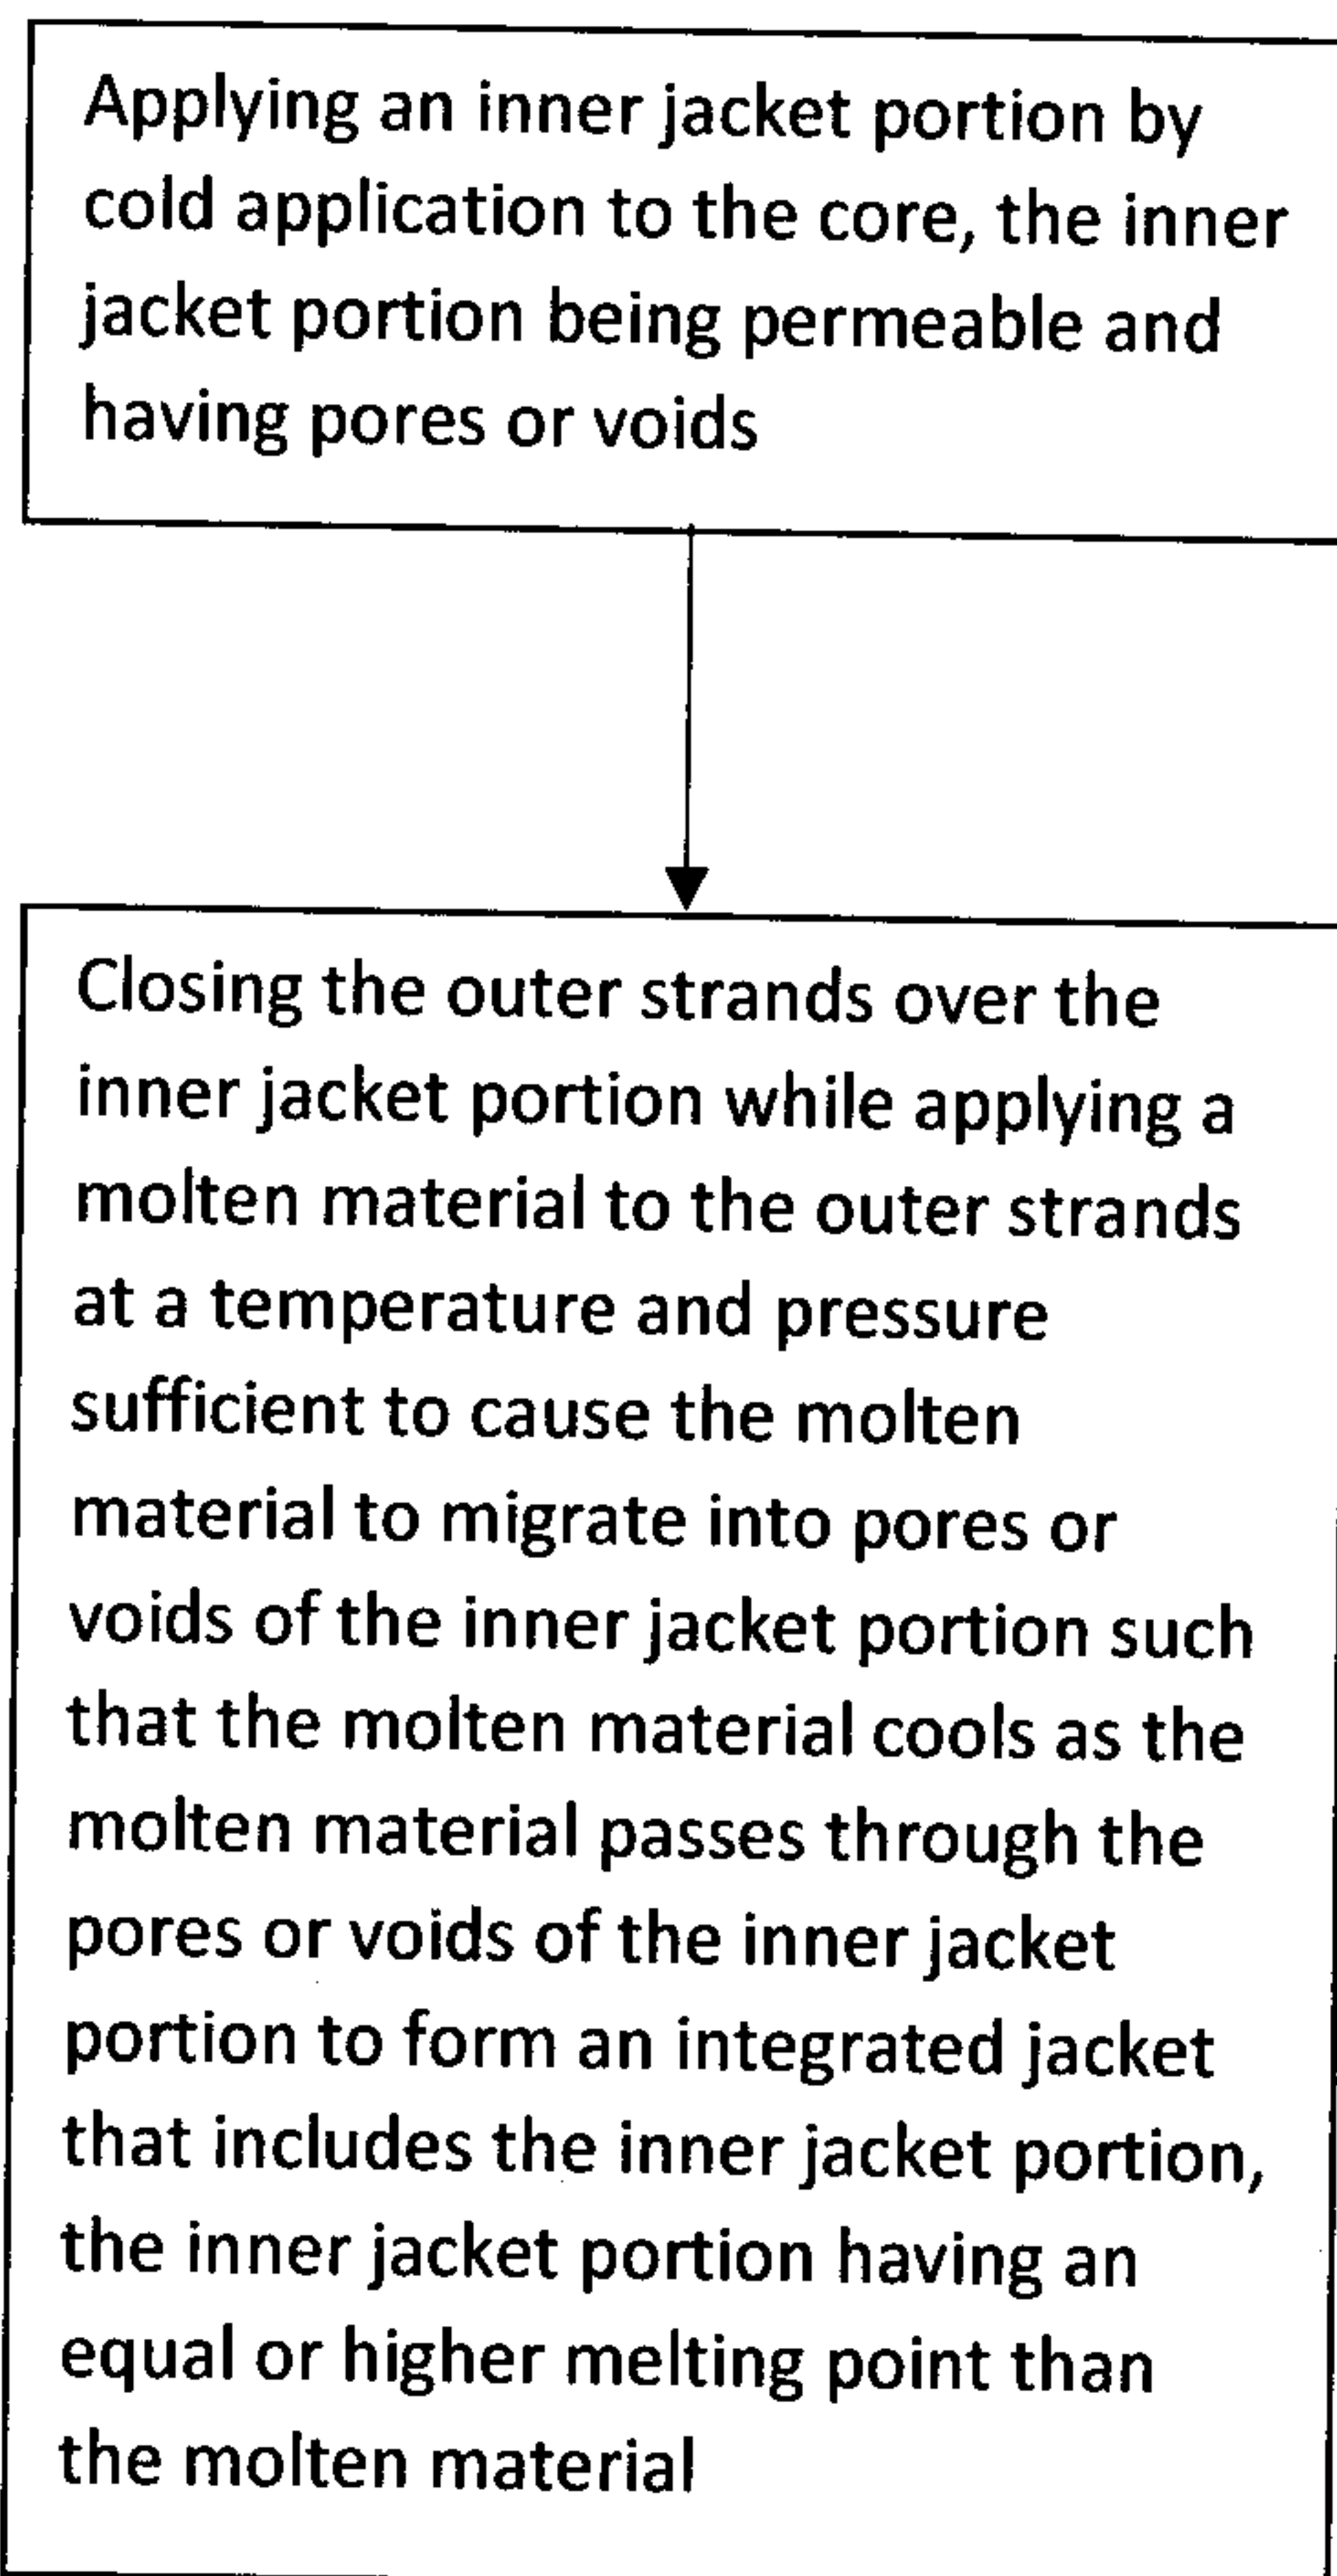 Applying an inner jacket portion by
cold application to the core, the inner
jacket portion being permeable and
having pores or voids
Closing the outer strands over the
inner jacket portion while applying a
molten material to the outer strands
at a temperature and pressure
sufficient to cause the molten
material to migrate into pores or
voids of the inner jacket portion such
that the molten material cools as the
molten material passes through the
pores or voids of the inner jacket
portion to form an integrated jacket
that includes the inner jacket portion,
the inner jacket portion having an
equal or higher melting point than
the molten material